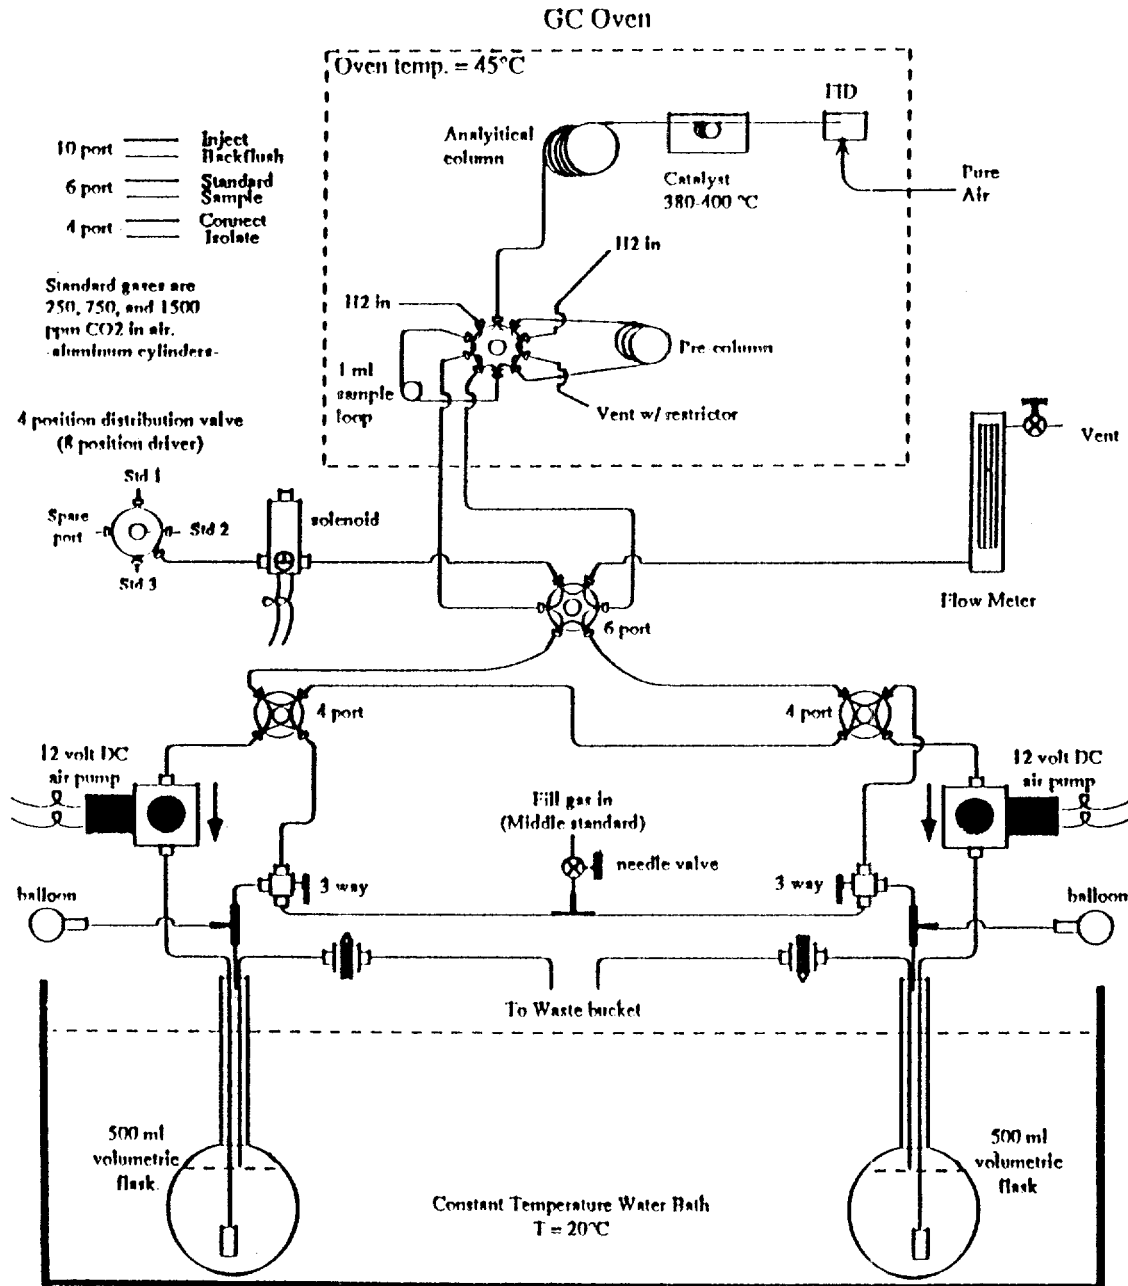 GC Oven
Oven temp. = 45°C
FID
Analyitical
column
Catalyst
380-400 °C
Pure
Air
10 port
Inject
Backflush
6 port
Standard
Sample
4 port
Connect
Isolate
Standard gases are
250, 750, and 1500
ppm CO2 in air.
-aluminum cylinders-
H2 in
H2 in
Pre-column
1 ml
sample
loop
Vent w/ restrictor
Vent
4 position distribution valve
(8 position driver)
Std 1
Spare
port
Std 2
Std 3
solenoid
Flow Meter
6 port
4 port
4 port
12 volt DC
air pump
12 volt DC
air pump
Fill gas in
(Middle standard)
needle valve
3 way
3 way
balloon
balloon
To Waste bucket
500 ml
volumetric
flask
500 ml
volumetric
flask
Constant Temperature Water Bath
T = 20°C